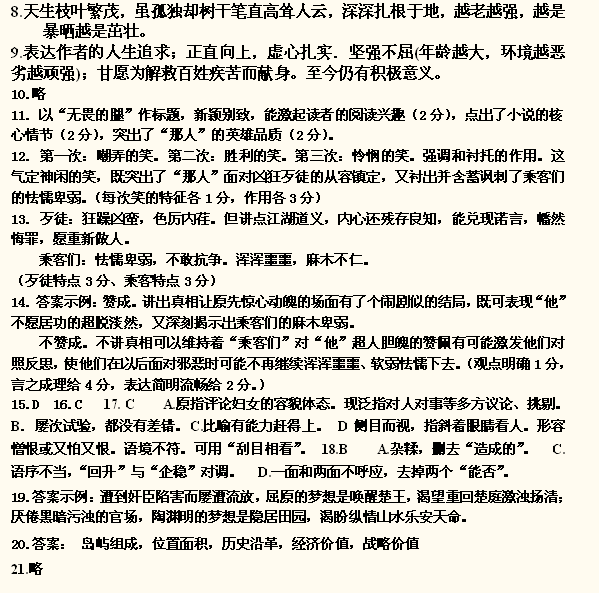 8.天生枝叶繁茂，虽孤独却树干笔直高耸入云，深深扎根于地，越老越强，越是
暴晒越是茁壮。
9.表达作者的人生追求；正直向上，虚心扎实．坚强不屈(年龄越大，环境越恶
劣越顽强)；甘愿为解救百姓疾苦而献身。至今仍有积极意义。
10.略
11. 以“无畏的腿”作标题，新颖别致，能激起读者的阅读兴趣（2分），点出了小说的核
心情节（2分），突出了“那人”的英雄品质（2分）。
12. 第一次：嘲弄的笑。第二次：胜利的笑。第三次：怜悯的笑。强调和衬托的作用。这
气定神闲的笑，既突出了“那人”面对凶狂歹徒的从容镇定，又衬出并含蓄讽刺了乘客们
的怯懦卑弱。（每次笑的特征各1分，作用各3分）
13. 歹徒：狂躁凶蛮，色厉内荏。但讲点江湖道义，内心还残存良知，能兑现诺言，幡然
悔罪，愿重新做人。
乘客们：怯懦卑弱，不敢抗争。浑浑噩噩，麻木不仁。
（歹徒特点3分、乘客特点3分）
14. 答案示例：赞成。讲出真相让原先惊心动魄的场面有了个闹剧似的结局，既可表现“他”
不愿居功的超脱淡然，又深刻揭示出乘客们的麻木卑弱。
不赞成。不讲真相可以维持着“乘客们”对“他”超人胆魄的赞佩有可能激发他们对
照反思，使他们在以后面对邪恶时可能不再继续浑浑噩噩、软弱怯懦下去。（观点明确1分，
言之成理给4分，表达简明流畅给2分。）
15.D 16.C 17. C A.原指评论妇女的容貌体态。现泛指对人对事等多方议论、挑剔。
B．屡次试验，都没有差错。C.比喻有能力赶得上。 D 侧目而视，指斜着眼睛看人。形容
憎恨或又怕又恨。语境不符。可用“刮目相看”。 18.B A.杂糅，删去“造成的”。 C.
语序不当，“回升”与“企稳”对调。 D.一面和两面不呼应，去掉两个“能否”。
19.答案示例：遭到奸臣陷害而屡遭流放，屈原的梦想是唤醒楚王，渴望重回楚庭激浊扬清；
厌倦黑暗污浊的官场，陶渊明的梦想是隐居田园，渴盼纵情山水乐安天命。
20.答案： 岛屿组成，位置面积，历史沿革，经济价值，战略价值
21.略